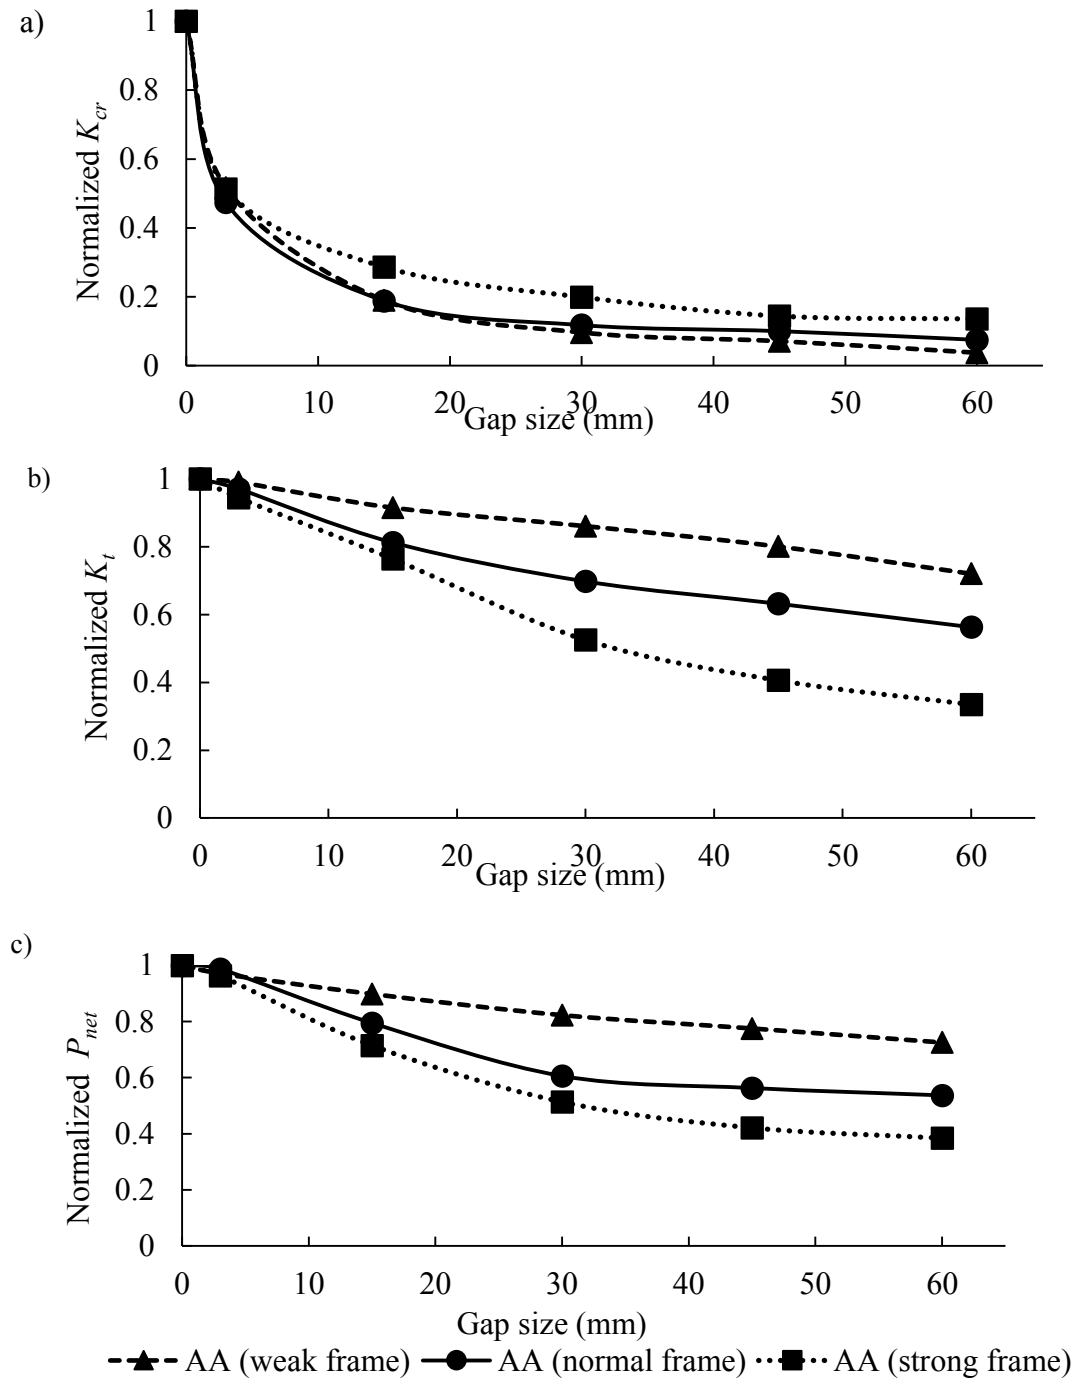 a)
Normalized K_cr
1
0.8
0.6
0.4
0.2
0
0 10 20 30 40 50 60
Gap size (mm)
b)
Normalized K_t
1
0.8
0.6
0.4
0.2
0
0 10 20 30 40 50 60
Gap size (mm)
c)
Normalized P_net
1
0.8
0.6
0.4
0.2
0
0 10 20 30 40 50 60
Gap size (mm)
AA (weak frame) AA (normal frame) AA (strong frame)